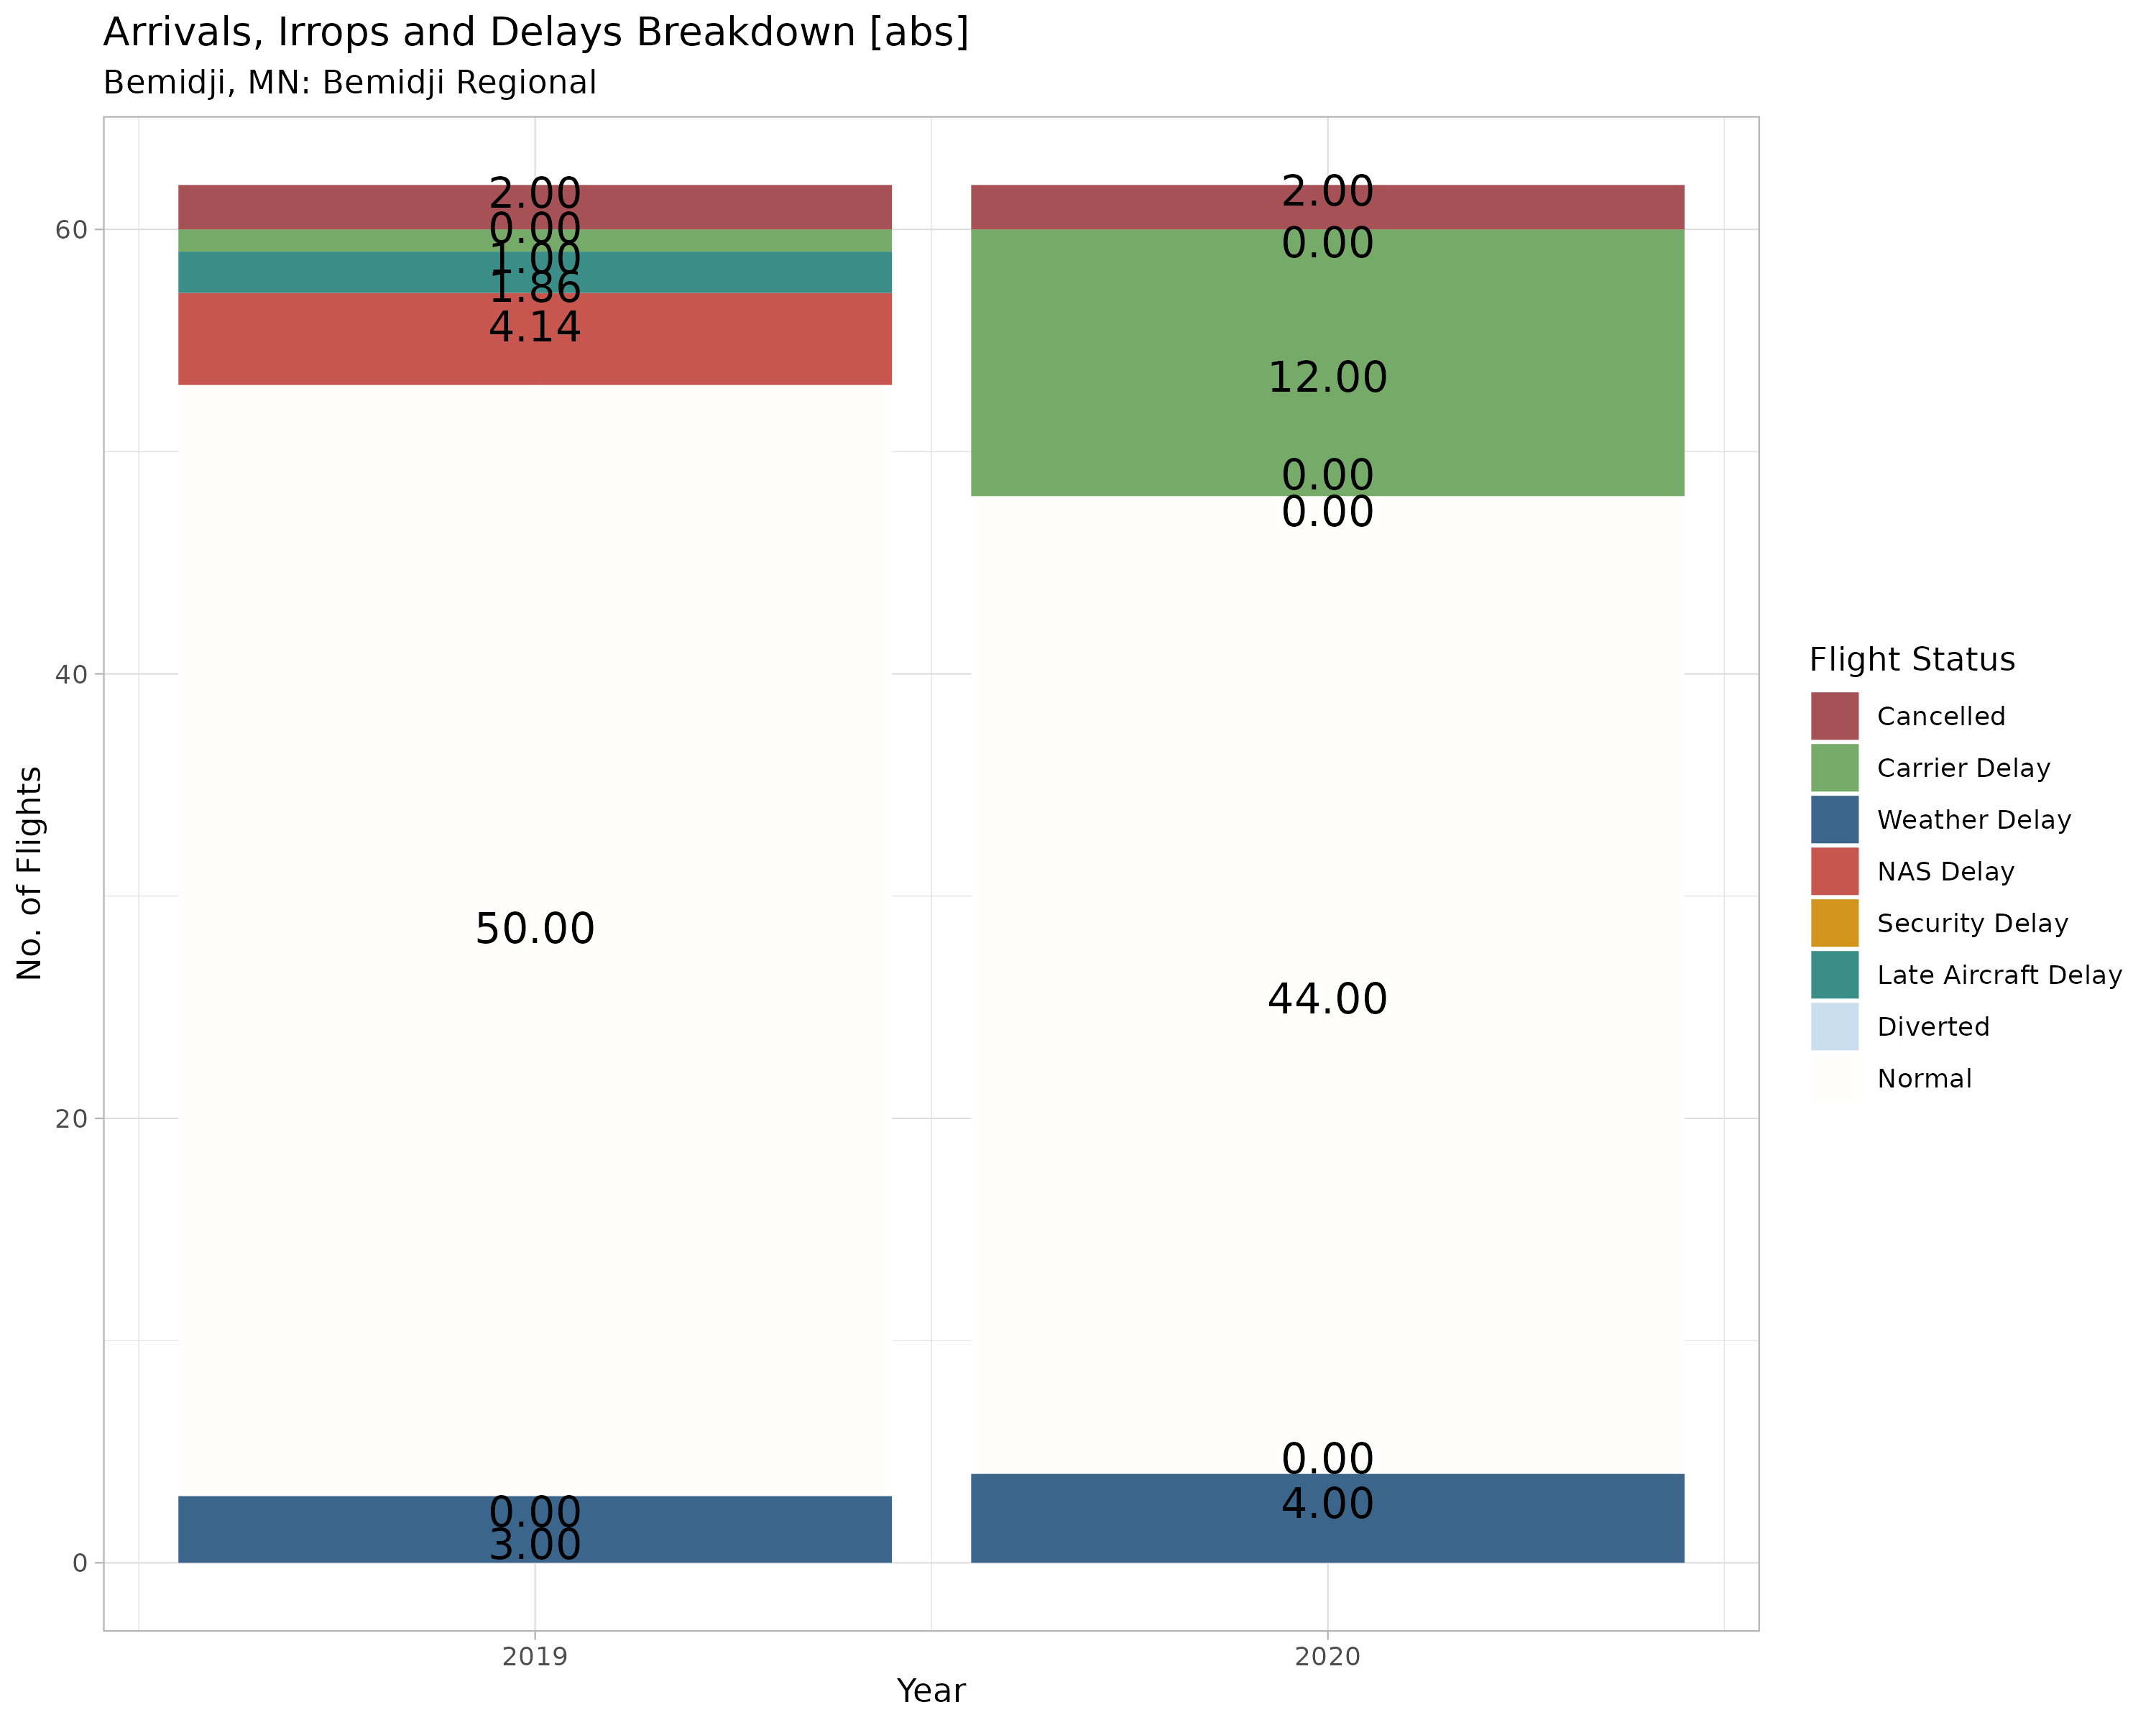 Arrivals, Irrops and Delays Breakdown [abs]
Bemidji, MN: Bemidji Regional
No. of Flights
60
40
20
0
2.00
0.00
1.00
1.86
4.14
50.00
0.00
3.00
2.00
0.00
12.00
0.00
0.00
44.00
0.00
4.00
2019
2020
Year
Flight Status
Cancelled
Carrier Delay
Weather Delay
NAS Delay
Security Delay
Late Aircraft Delay
Diverted
Normal